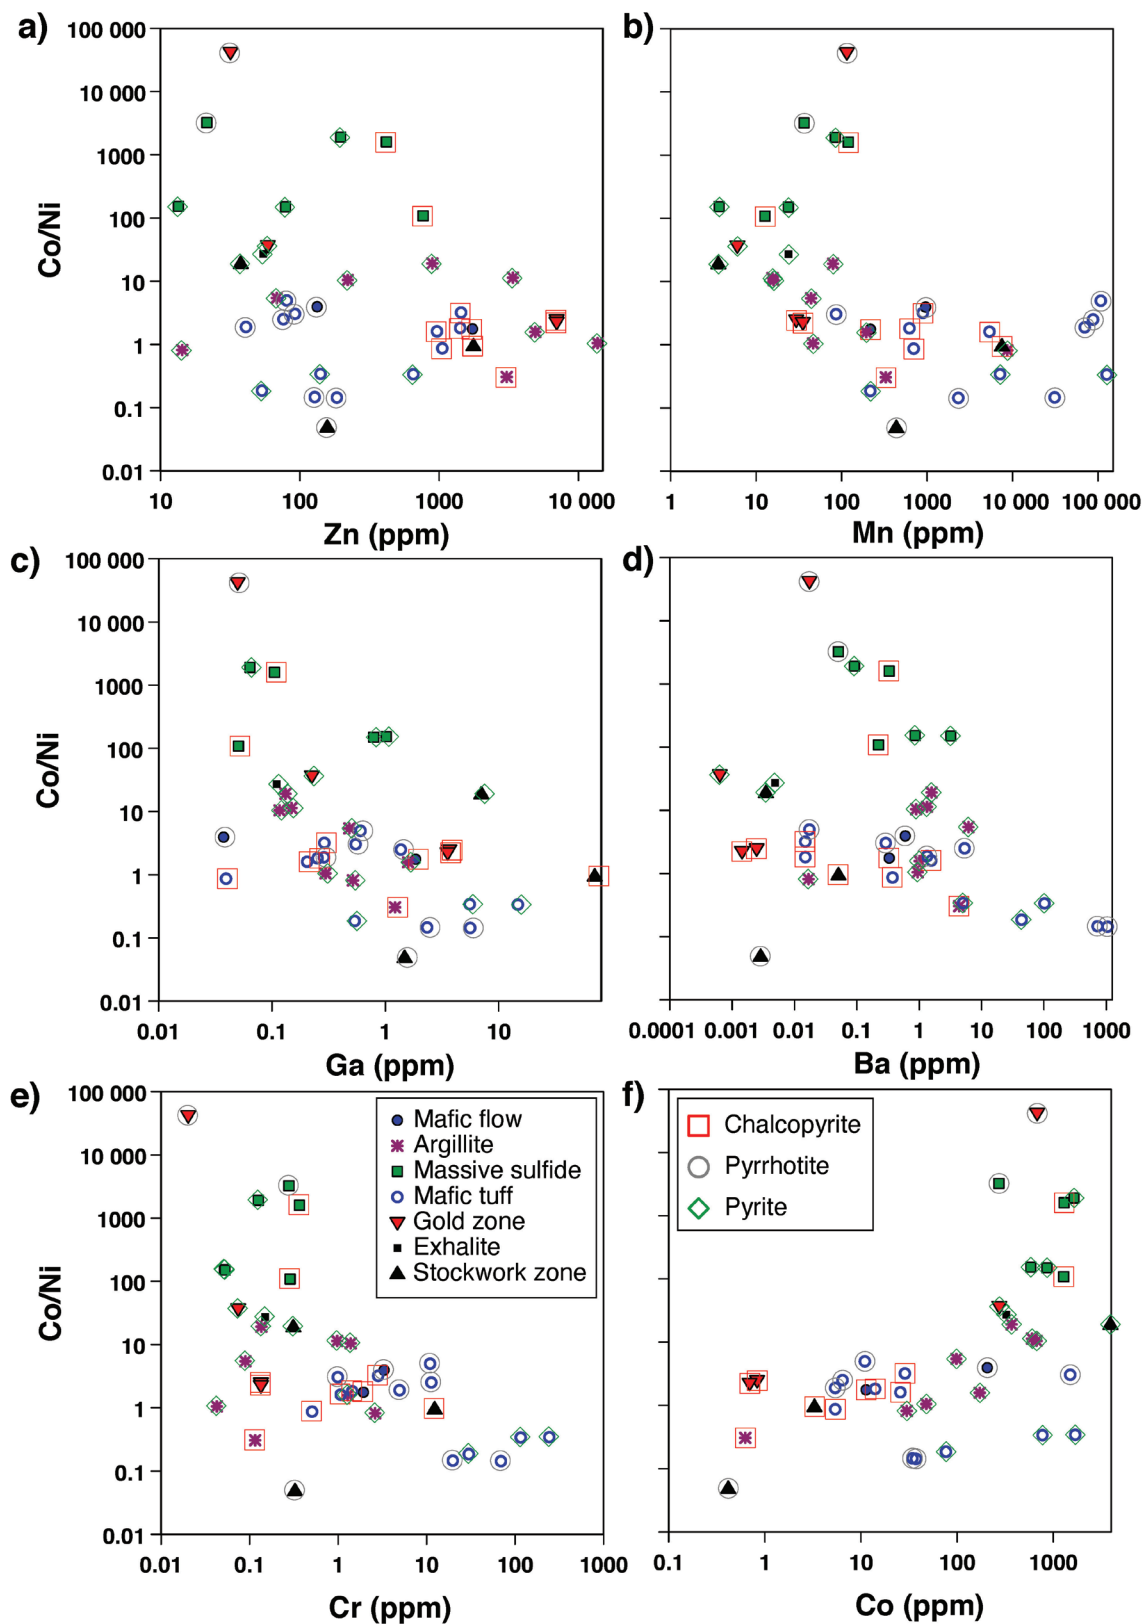 a)
100 000
10 000
1000
100
10
1
0.1
0.01
Co/Ni
10 100 1000 10 000
Zn (ppm)
b)
1 10 100 1000 10 000 100 000
Mn (ppm)
c)
100 000
10 000
1000
100
10
1
0.1
0.01
Co/Ni
0.01 0.1 1 10
Ga (ppm)
d)
0.0001 0.001 0.01 0.1 1 10 100 1000
Ba (ppm)
e)
100 000
10 000
1000
100
10
1
0.1
0.01
Co/Ni
Mafic flow
Argillite
Massive sulfide
Mafic tuff
Gold zone
Exhalite
Stockwork zone
0.01 0.1 1 10 100 1000
Cr (ppm)
f)
Chalcopyrite
Pyrrhotite
Pyrite
0.1 1 10 100 1000
Co (ppm)